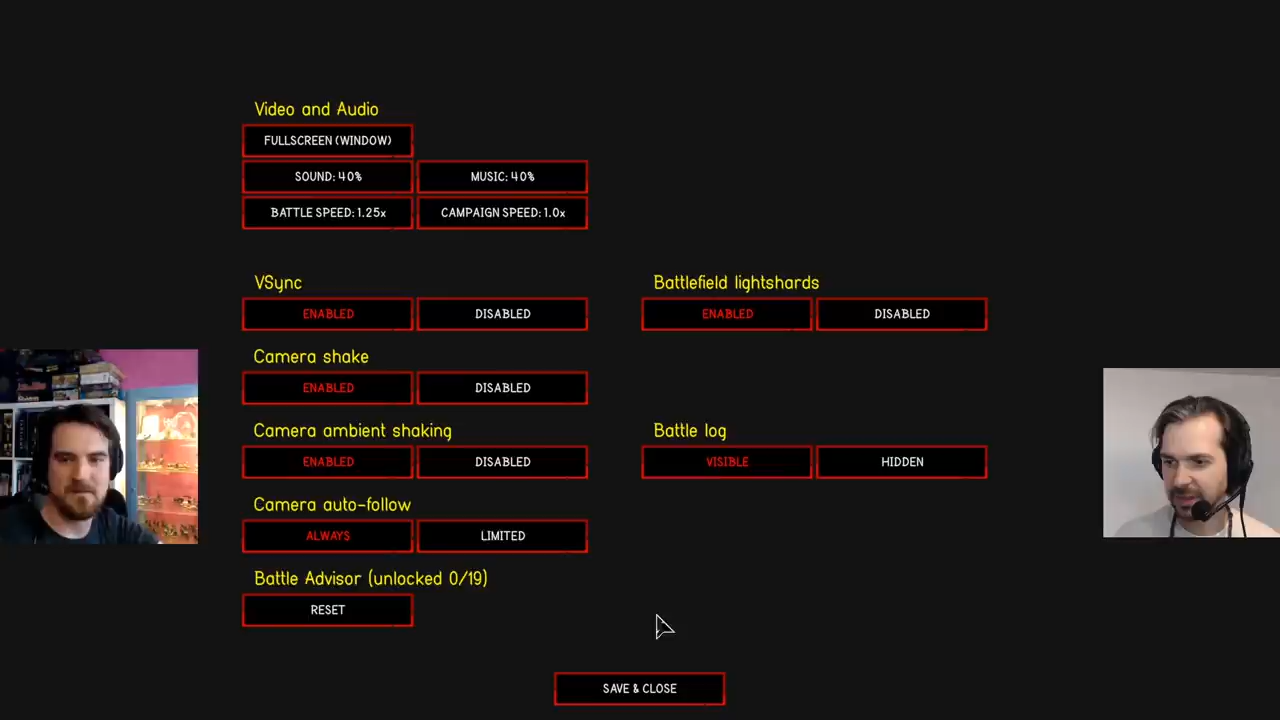 Video and Audio
FULLSCREEN (WINDOW)
SOUND: 40% MUSIC: 40%
BATTLE SPEED: 1.25x CAMPAIGN SPEED: 1.0x
VSync Battlefield lightshards
ENABLED DISABLED ENABLED DISABLED
Camera shake
ENABLED DISABLED
Camera ambient shaking Battle log
ENABLED DISABLED VISIBLE HIDDEN
Camera auto-follow
ALWAYS LIMITED
Battle Advisor (unlocked 0/19)
RESET
SAVE & CLOSE